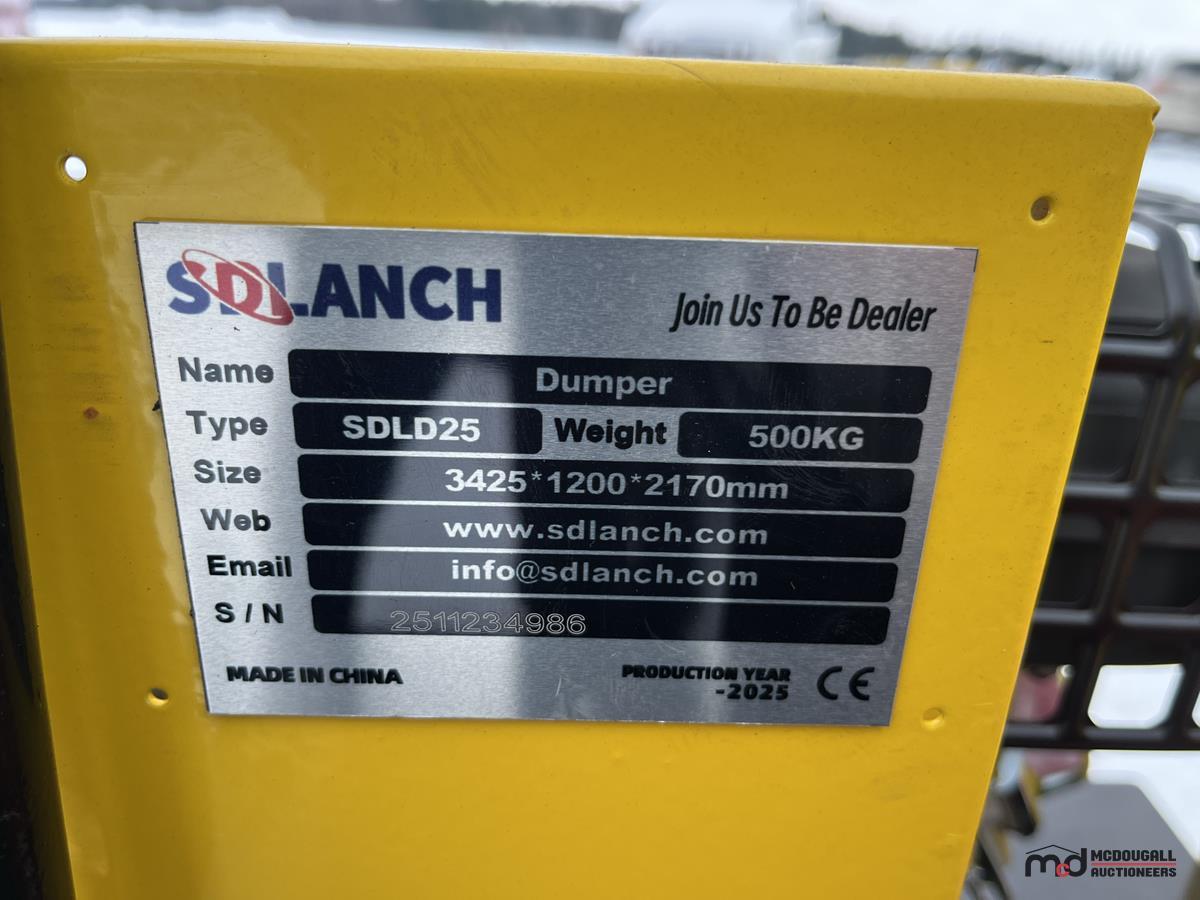 SDLANCH
Join Us To Be Dealer
Name Dumper
Type SDLD25 Weight 500KG
Size 3425*1200*2170mm
Web www.sdlanch.com
Email info@sdlanch.com
S / N 2511234986
MADE IN CHINA
PRODUCTION YEAR
-2025
CE
mcd
MCDOUGALL
AUCTIONEERS